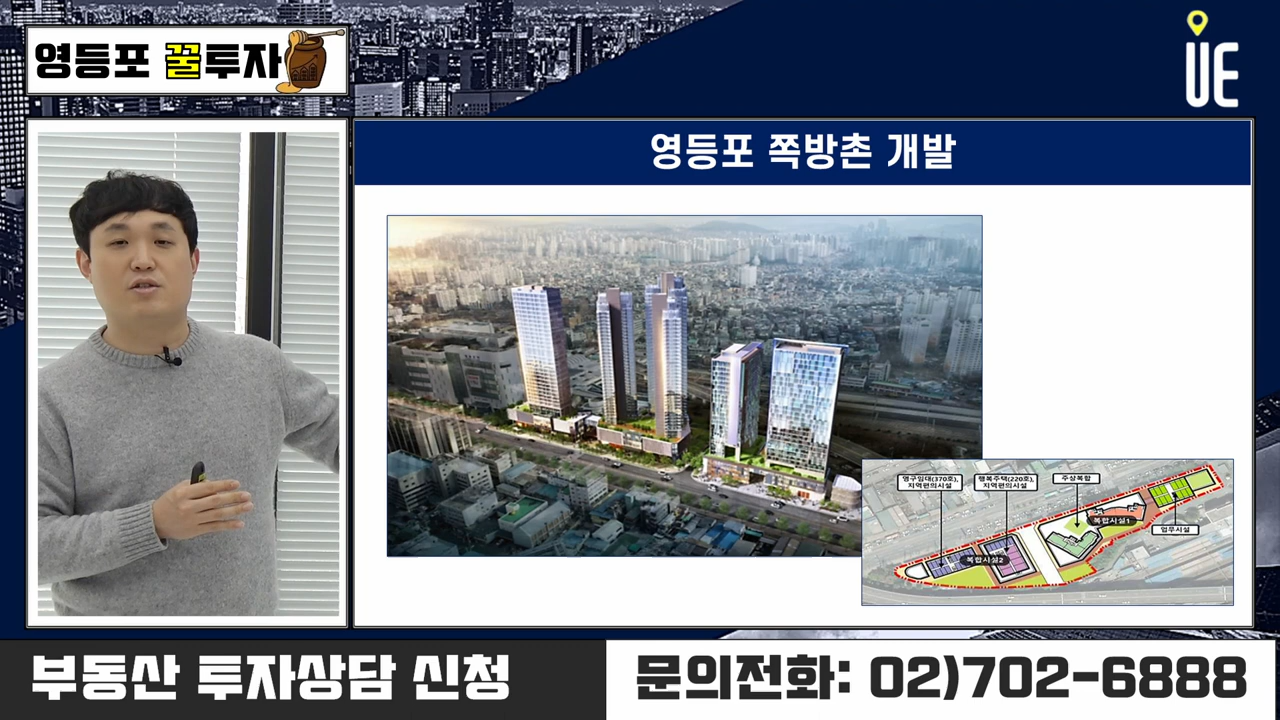 영등포 꿀투자
UE
영등포 쪽방촌 개발
영구임대(370호),
지역편의시설
행복주택(220호),
지역편의시설
주상복합
복합시설1
업무시설
복합시설2
부동산 투자상담 신청
문의전화: 02)702-6888